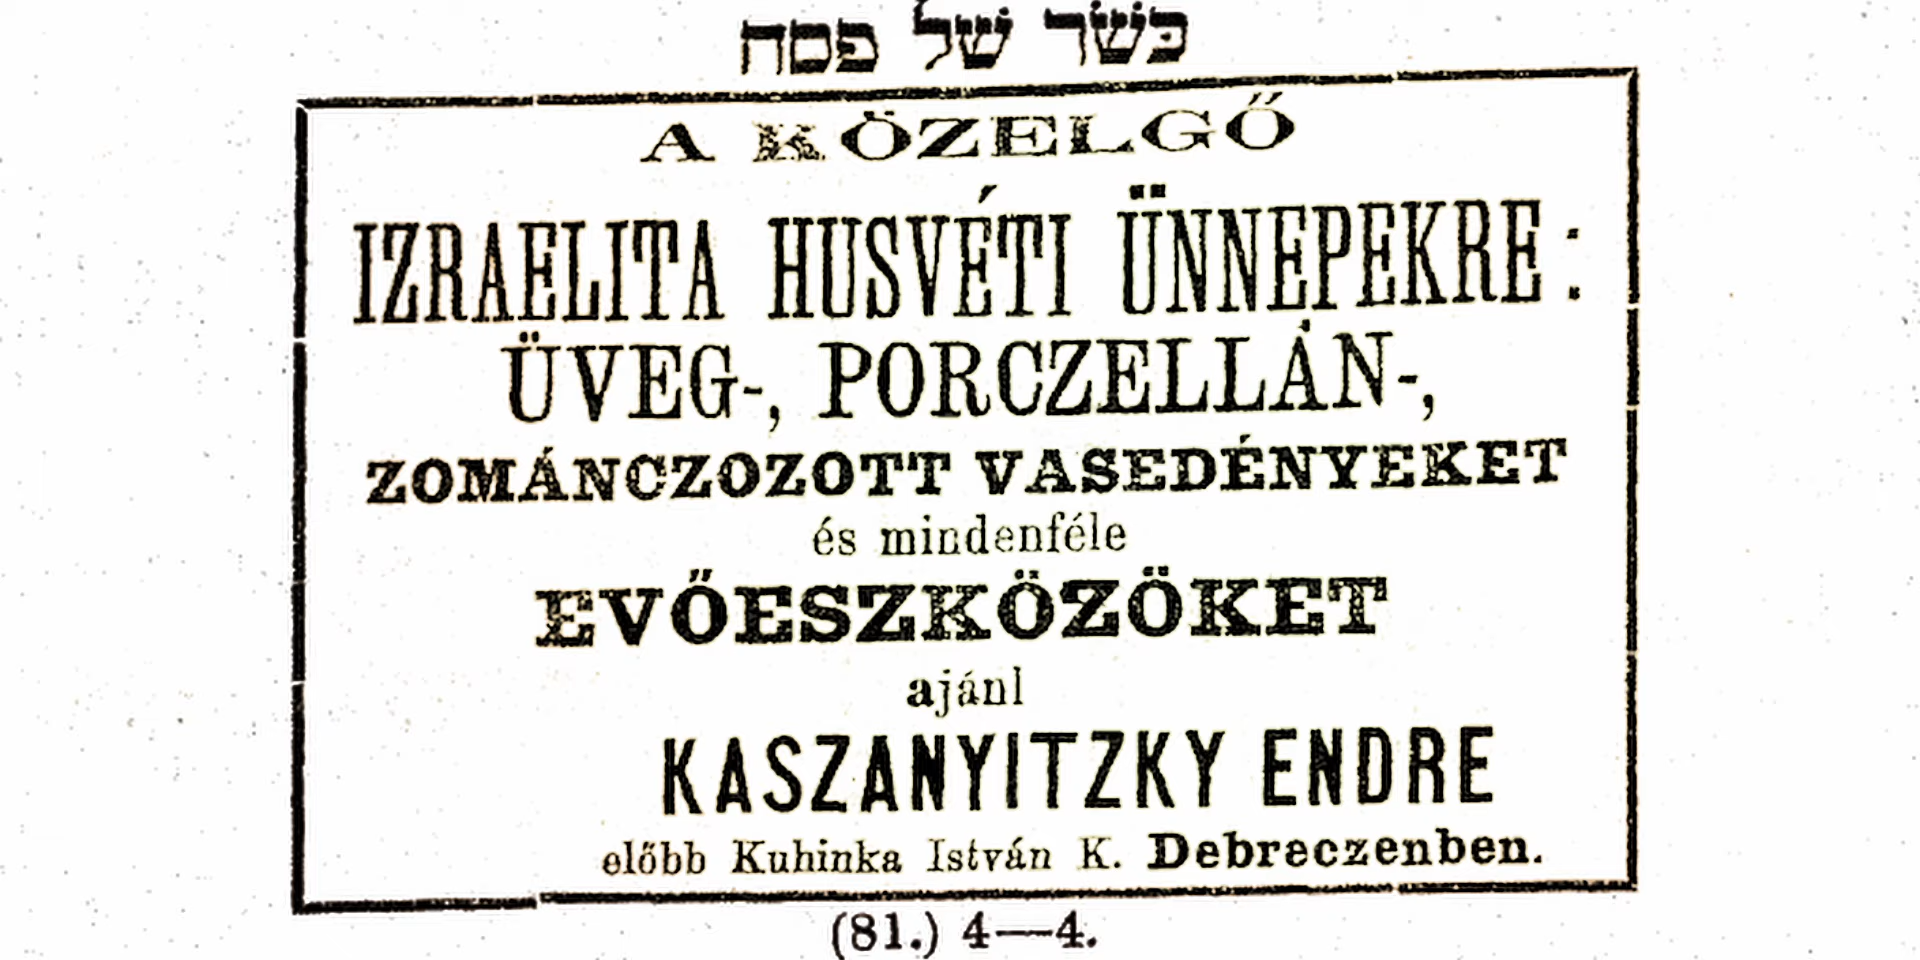 כשר של פסח
A KÖZELGŐ
IZRAELITA HUSVÉTI ÜNNEPEKRE:
ÜVEG-, PORCZELLÁN-,
ZOMÁNCZOZOTT VASEDÉNYEKET
és mindenféle
EVŐESZKÖZÖKET
ajánl
KASZANYITZKY ENDRE
előbb Kuhinka István K. Debreczenben.
(81.) 4—4.